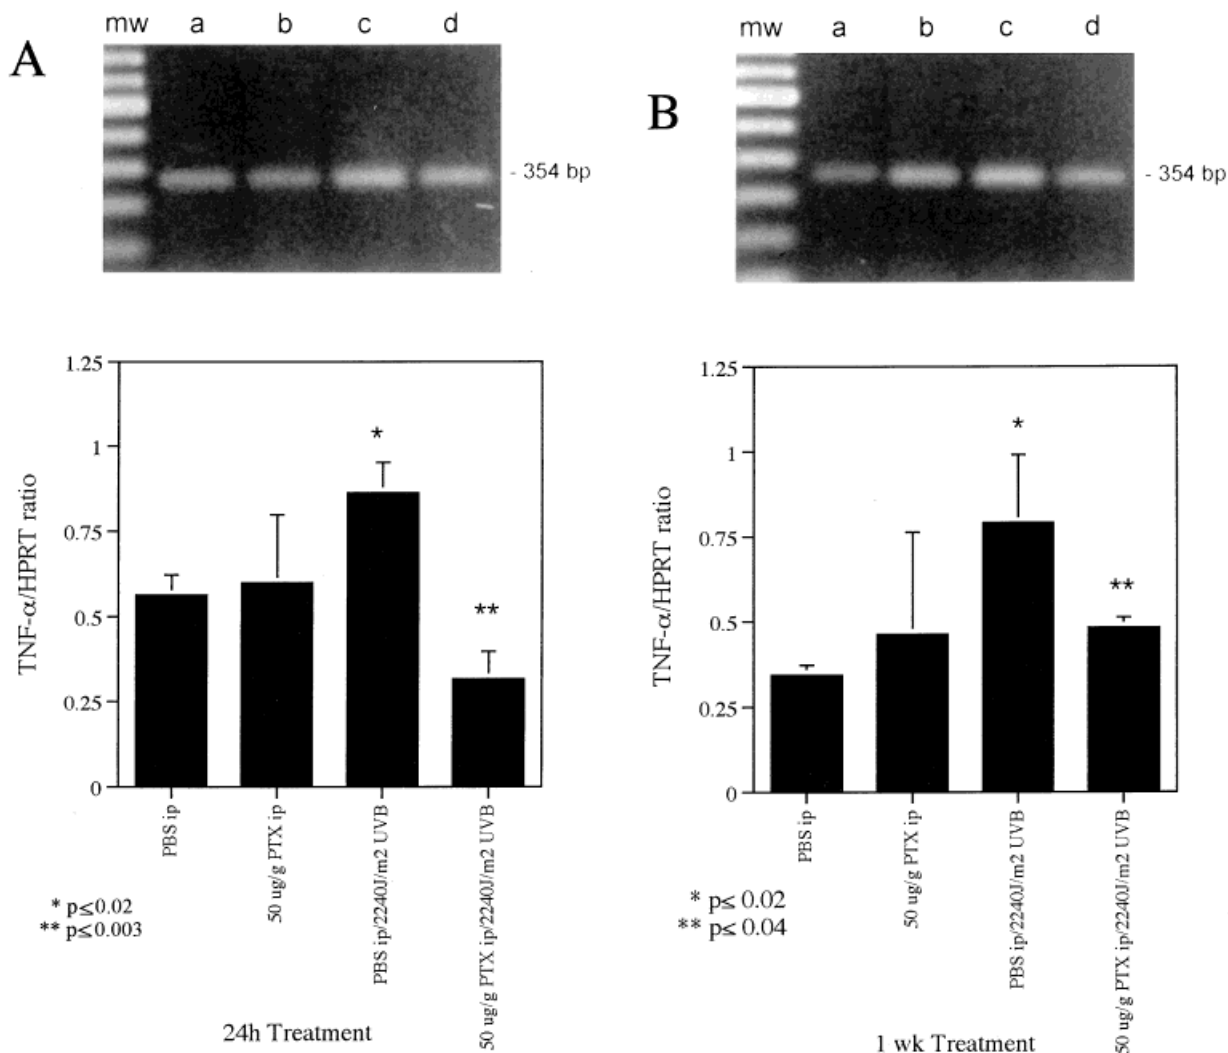 A
mw a b c d
- 354 bp
1.25
1
0.75
0.5
0.25
0
TNF-α/HPRT ratio
*
**
PBS ip
50 ug/g PTX ip
PBS ip/2240J/m2 UVB
50 ug/g PTX ip/2240J/m2 UVB
* p≤0.02
** p≤0.003
24h Treatment
B
mw a b c d
- 354 bp
1.25
1
0.75
0.5
0.25
0
TNF-α/HPRT ratio
*
**
PBS ip
50 ug/g PTX ip
PBS ip/2240J/m2 UVB
50 ug/g PTX ip/2240J/m2 UVB
* p≤ 0.02
** p≤ 0.04
1 wk Treatment